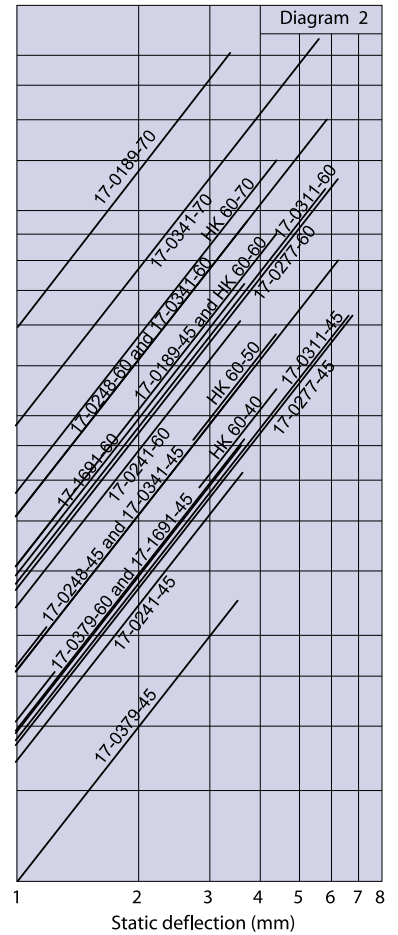 Diagram 2
17-0189-70
17-0341-70
HK 60-70
17-0311-60
17-0277-60
17-0248-60 and 17-0341-60
17-0189-45 and HK 60-60
HK 60-50
17-0311-45
17-0277-45
17-1691-60
17-0241-60
HK 60-40
17-0248-45 and 17-0341-45
17-0379-60 and 17-1691-45
17-0241-45
17-0379-45
1 2 3 4 5 6 7 8
Static deflection (mm)